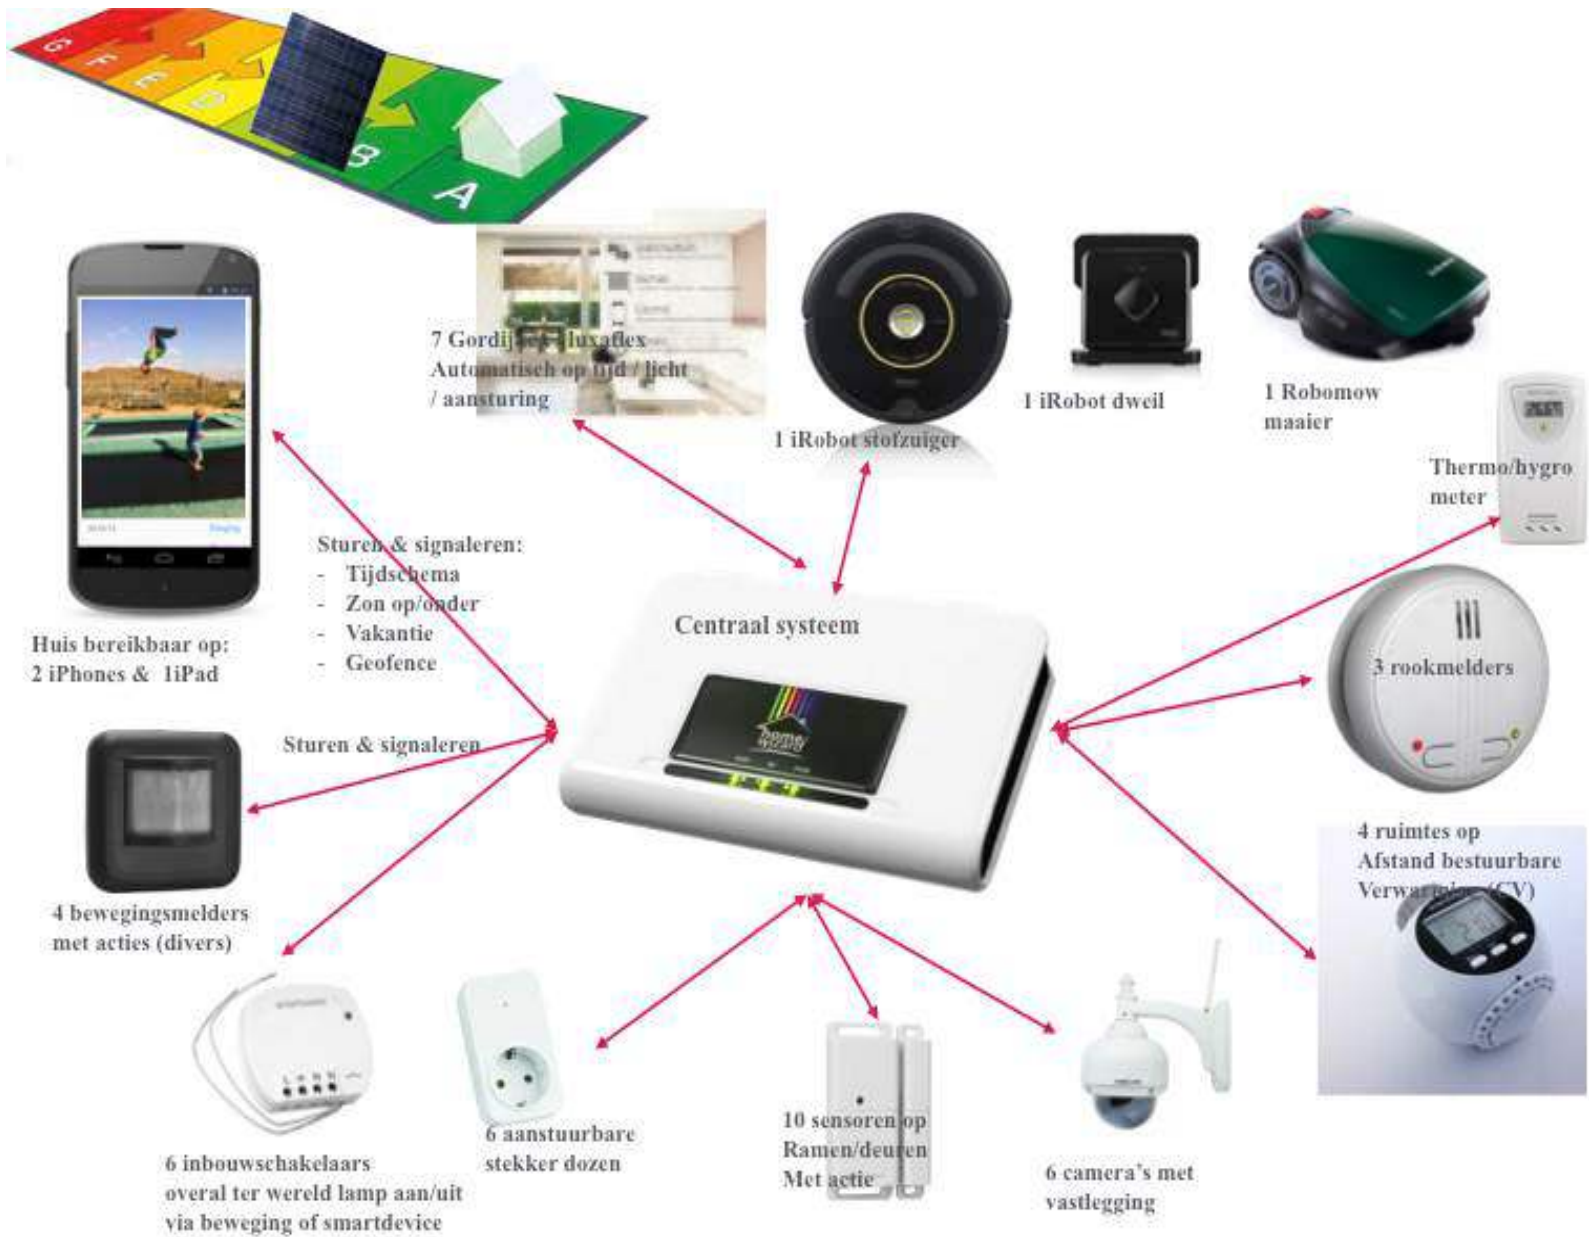 G
F
E
D
B
A
7 Gordijnen luxaflex
Automatisch op tijd / licht
/ aansturing
1 iRobot stofzuiger
1 iRobot dweil
1 Robomow
maaier
Thermo/hygro
meter
Sturen & signaleren:
- Tijdschema
- Zon op/onder
- Vakantie
- Geofence
Huis bereikbaar op:
2 iPhones & 1iPad
Centraal systeem
home
wizard
3 rookmelders
Sturen & signaleren
4 ruimtes op
Afstand bestuurbare
Verwarming (CV)
4 bewegingsmelders
met acties (divers)
L N N
6 inbouwschakelaars
overal ter wereld lamp aan/uit
via beweging of smartdevice
6 aanstuurbare
stekker dozen
10 sensoren op
Ramen/deuren
Met actie
6 camera's met
vastlegging